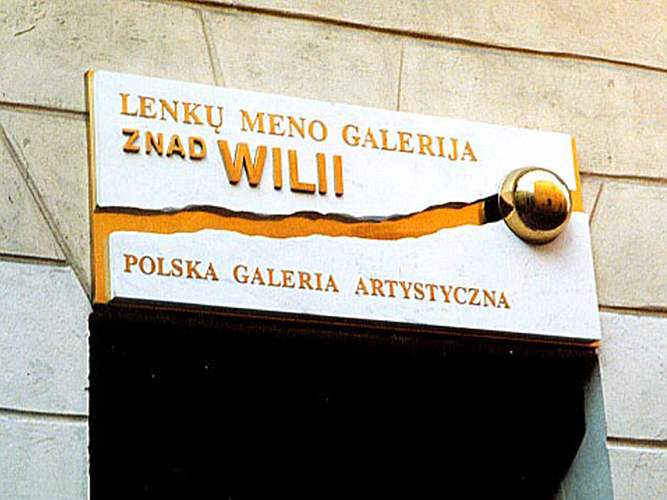 LENKŲ MENO GALERIJA
ZNAD WILII
POLSKA GALERIA ARTYSTYCZNA